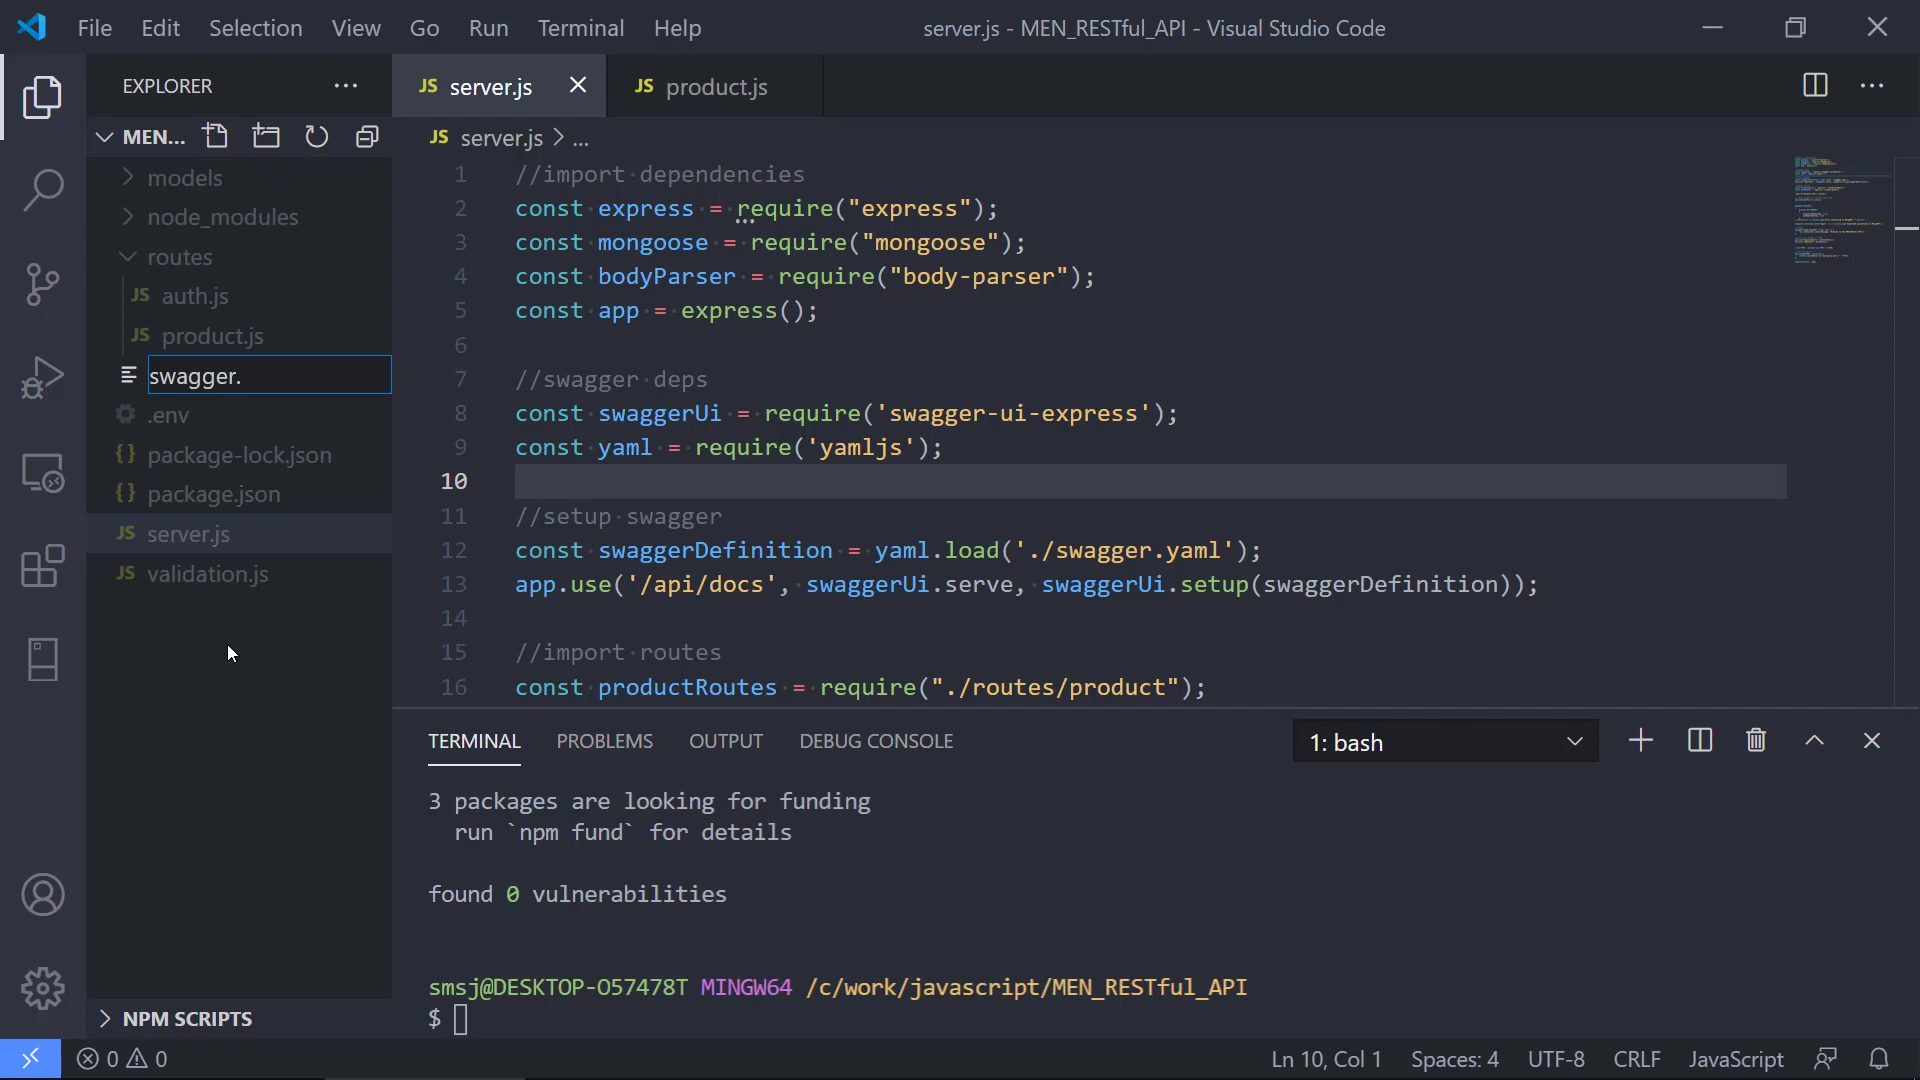 File Edit Selection View Go Run Terminal Help
server.js - MEN_RESTful_API - Visual Studio Code
EXPLORER
JS server.js
JS product.js
MEN...
JS server.js > ...
models
node_modules
routes
JS auth.js
JS product.js
swagger.
.env
{} package-lock.json
{} package.json
JS server.js
JS validation.js
NPM SCRIPTS
1 //import dependencies
2 const express = require("express");
3 const mongoose = require("mongoose");
4 const bodyParser = require("body-parser");
5 const app = express();
6
7 //swagger deps
8 const swaggerUi = require('swagger-ui-express');
9 const yaml = require('yamljs');
10
11 //setup swagger
12 const swaggerDefinition = yaml.load('./swagger.yaml');
13 app.use('/api/docs', swaggerUi.serve, swaggerUi.setup(swaggerDefinition));
14
15 //import routes
16 const productRoutes = require("./routes/product");
TERMINAL PROBLEMS OUTPUT DEBUG CONSOLE
1: bash
3 packages are looking for funding
run `npm fund` for details
found 0 vulnerabilities
smsj@DESKTOP-O57478T MINGW64 /c/work/javascript/MEN_RESTful_API
$
0 0
Ln 10, Col 1 Spaces: 4 UTF-8 CRLF JavaScript